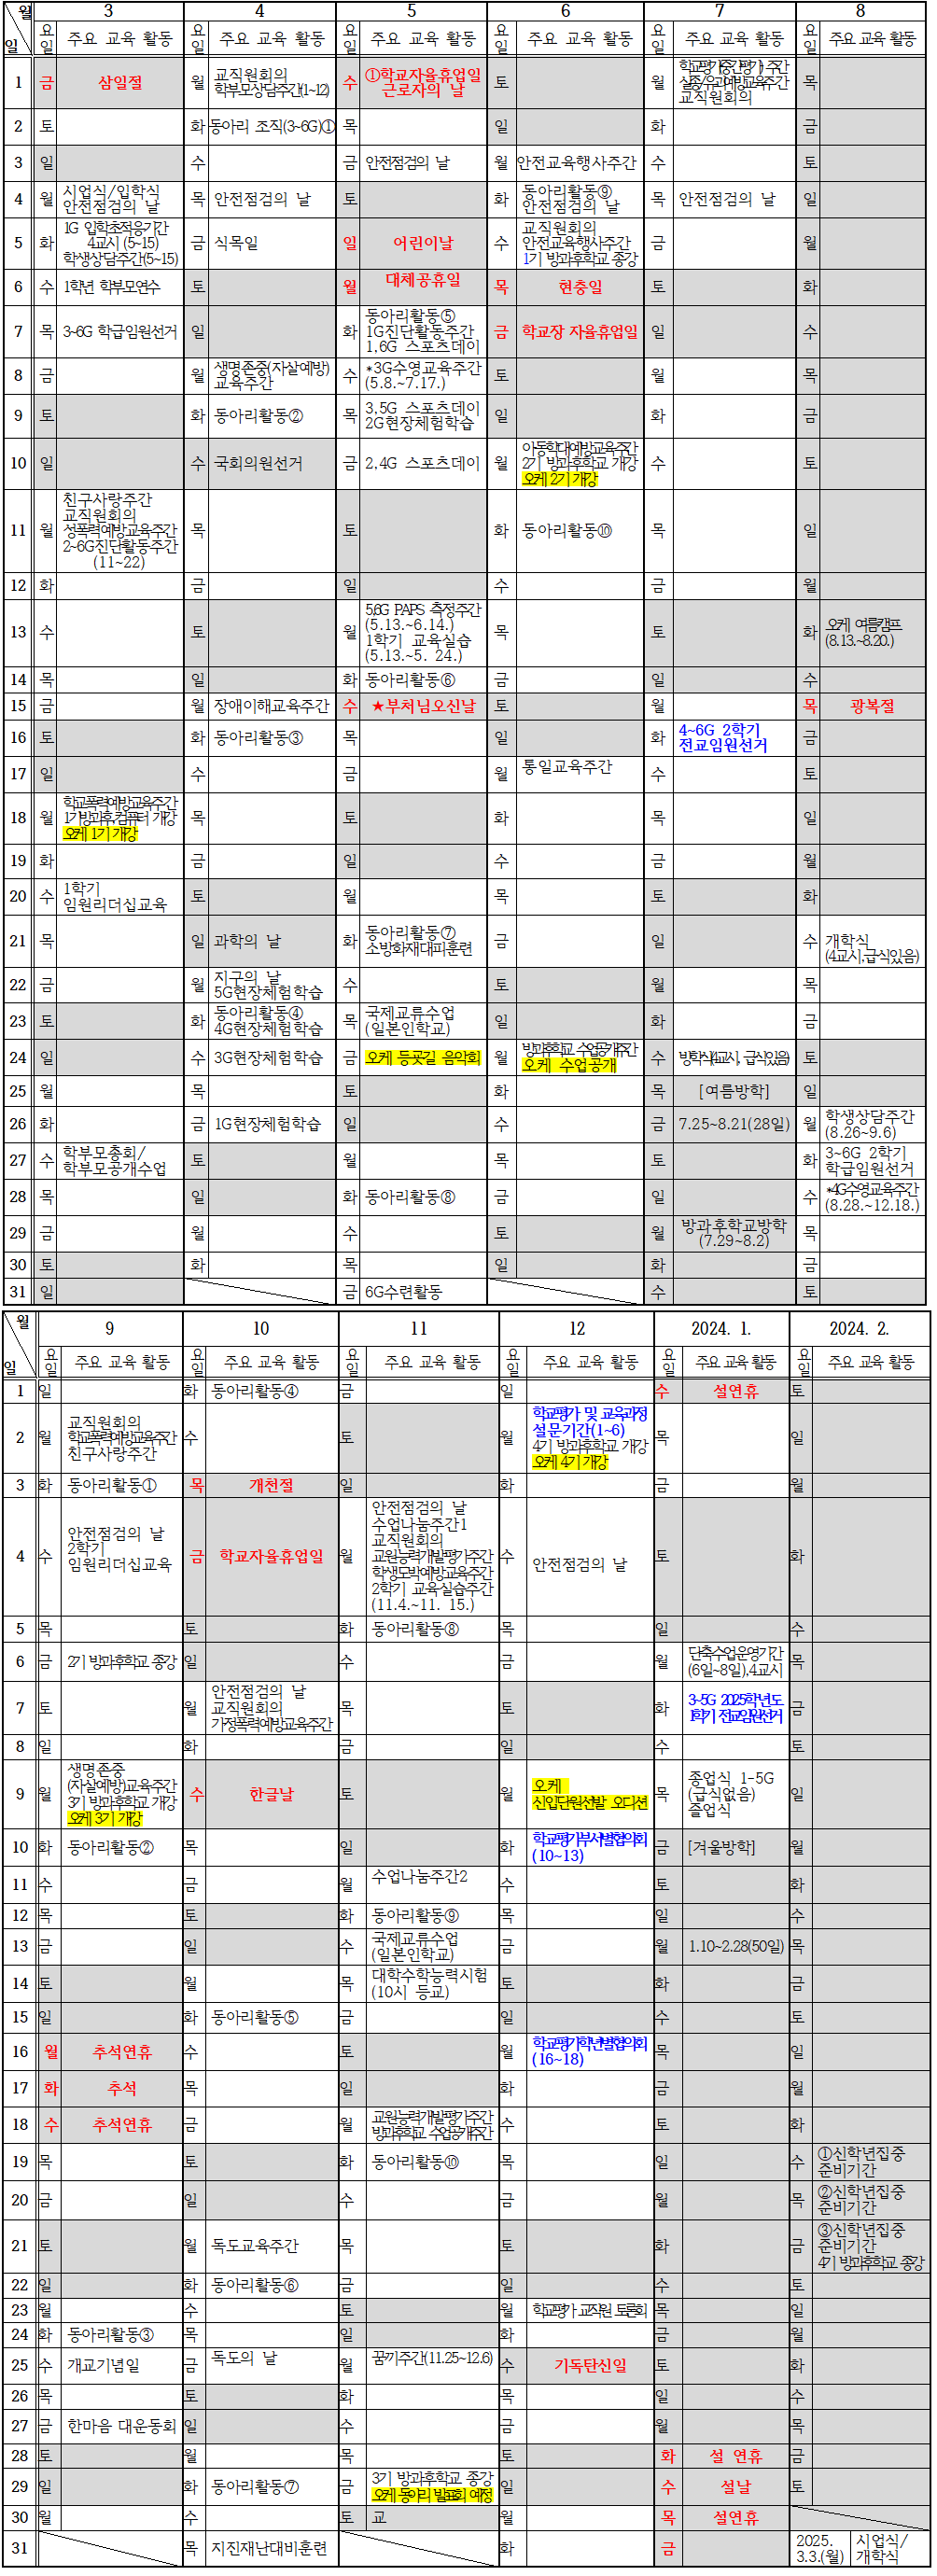 월
일
3 4 5 6 7 8
요일 주요 교육 활동 요일 주요 교육 활동 요일 주요 교육 활동 요일 주요 교육 활동 요일 주요 교육 활동 요일 주요 교육 활동
1 금 삼일절 월 교직원회의 수 ①학교자율휴업일 토 월 학교평가(중간평가) 주간 목
학부모상담주간(1~12) 근로자의 날 실종/유괴예방교육주간
교직원회의
2 토 화 동아리 조직(3~6G)① 목 일 화 금
3 일 수 금 안전점검의 날 월 안전교육행사주간 수 토
4 월 시업식/입학식 목 안전점검의 날 토 화 동아리활동⑨ 목 안전점검의 날 일
안전점검의 날 안전점검의 날
5 화 1G 입학초적응기간 금 식목일 일 어린이날 수 교직원회의 금 월
4교시 (5~15) 안전교육행사주간
학생상담주간(5~15) 1기 방과후학교 종강
6 수 1학년 학부모연수 토 월 대체공휴일 목 현충일 토 화
7 목 3~6G 학급임원선거 일 화 동아리활동⑤ 금 학교장 자율휴업일 일 수
1G진단활동주간
1,6G 스포츠데이
8 금 월 생명존중(자살예방) 수 *3G수영교육주간 토 월 목
교육주간 (5.8.~7.17.)
9 토 화 동아리활동② 목 3,5G 스포츠데이 일 화 금
2G현장체험학습
10 일 수 국회의원선거 금 2,4G 스포츠데이 월 아동학대예방교육주간 수 토
2기 방과후학교 개강
오케 2기 개강
11 월 친구사랑주간 목 토 화 동아리활동⑩ 목 일
교직원회의
성폭력예방교육주간
2~6G진단활동주간
(11~22)
12 화 금 일 수 금 월
13 수 토 월 5,6G PAPS 측정주간 목 토 화 오케 여름캠프
(5.13.~6.14.) (8.13.~8.20.)
1학기 교육실습
(5.13.~5. 24.)
14 목 일 화 동아리활동⑥ 금 일 수
15 금 월 장애이해교육주간 수 ★부처님오신날 토 월 목 광복절
16 토 화 동아리활동③ 목 일 화 4~6G 2학기 금
전교임원선거
17 일 수 금 월 통일교육주간 수 토
18 월 학교폭력예방교육주간 목 토 화 목 일
1기방과후,컴퓨터 개강
오케 1기 개강
19 화 금 일 수 금 월
20 수 1학기 토 월 목 토 화
임원리더십교육
21 목 일 과학의 날 화 동아리활동⑦ 금 일 수 개학식
소방화재대피훈련 (4교시,급식있음)
22 금 월 지구의 날 수 토 월 목
5G현장체험학습
23 토 화 동아리활동④ 목 국제교류수업 일 화 금
4G현장체험학습 (일본인학교)
24 일 수 3G현장체험학습 금 오케 등굣길 음악회 월 방과후학교 수업공개주간 수 방학식(4교시, 급식있음) 토
오케 수업공개
25 월 목 토 화 목 [여름방학] 일
26 화 금 1G현장체험학습 일 수 금 7.25~8.21(28일) 월 학생상담주간
(8.26~9.6)
27 수 학부모총회/ 토 월 목 토 화 3~6G 2학기
학부모공개수업 학급임원선거
28 목 일 화 동아리활동⑧ 금 일 수 *4G수영교육주간
(8.28.~12.18.)
29 금 월 수 토 월 방과후학교방학 목
(7.29~8.2)
30 토 화 목 일 화 금
31 일 금 6G수련활동 수 토
월
일
9 10 11 12 2024. 1. 2024. 2.
요일 주요 교육 활동 요일 주요 교육 활동 요일 주요 교육 활동 요일 주요 교육 활동 요일 주요 교육 활동 요일 주요 교육 활동
1 일 화 동아리활동④ 금 일 수 설연휴 토
2 월 교직원회의 수 토 월 학교평가 및 교육과정 목 일
학교폭력예방교육주간 설문기간(1~6)
친구사랑주간 4기 방과후학교 개강
오케 4기 개강
3 화 동아리활동① 목 개천절 일 화 금 월
4 수 안전점검의 날 금 학교자율휴업일 월 안전점검의 날 수 안전점검의 날 토 화
2학기 수업나눔주간1
임원리더십교육 교직원회의
교원능력개발평가주간
학생도박예방교육주간
2학기 교육실습주간
(11.4.~11. 15.)
5 목 토 화 동아리활동⑧ 목 일 수
6 금 2기 방과후학교 종강 일 수 금 월 단축수업운영기간 목
(6일~8일),4교시
7 토 월 안전점검의 날 목 토 화 3~5G 2025학년도 금
교직원회의 1학기 전교임원선거
가정폭력예방교육주간
8 일 화 금 일 수 토
9 월 생명존중 수 한글날 토 월 오케 목 종업식 1-5G 일
(자살예방)교육주간 신입단원선발 오디션 (급식없음)
3기 방과후학교 개강 졸업식
오케 3기 개강
10 화 동아리활동② 목 일 화 학교평가부서별협의회 금 [겨울방학] 월
(10~13)
11 수 금 월 수업나눔주간2 수 토 화
12 목 토 화 동아리활동⑨ 목 일 수
13 금 일 수 국제교류수업 금 월 1.10~2.28(50일) 목
(일본인학교)
14 토 월 목 대학수학능력시험 토 화 금
(10시 등교)
15 일 화 동아리활동⑤ 금 일 수 토
16 월 추석연휴 수 토 월 학교평가학년별협의회 목 일
(16~18)
17 화 추석 목 일 화 금 월
18 수 추석연휴 금 월 교원능력개발평가주간 수 토 화
방과후학교 수업공개주간
19 목 토 화 동아리활동⑩ 목 일 수 ①신학년집중
준비기간
20 금 일 수 금 월 목 ②신학년집중
준비기간
21 토 월 독도교육주간 목 토 화 금 ③신학년집중
준비기간
4기 방과후학교 종강
22 일 화 동아리활동⑥ 금 일 수 토
23 월 수 토 월 학교평가 교직원 토론회 목 일
24 화 동아리활동③ 목 일 화 금 월
25 수 개교기념일 금 독도의 날 월 꿈끼주간(11.25~12.6) 수 기독탄신일 토 화
26 목 토 화 목 일 수
27 금 한마음 대운동회 일 수 금 월 목
28 토 월 목 토 화 설 연휴 금
29 일 화 동아리활동⑦ 금 3기 방과후학교 종강 일 수 설날 토
오케 동아리 발표회 예정
30 월 수 토 교 월 목 설연휴
31 목 지진재난대비훈련 화 금 2025. 시업식/
3.3.(월) 개학식